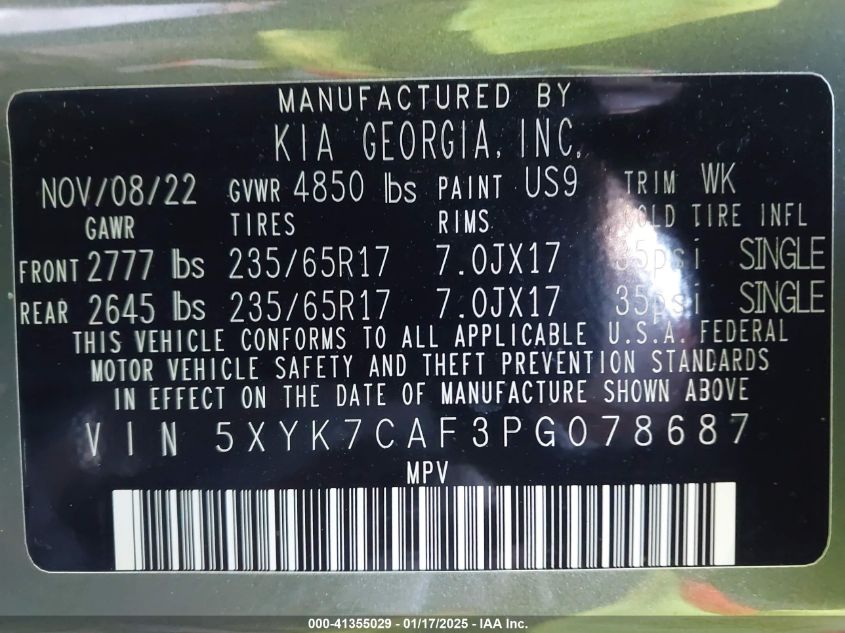 MANUFACTURED BY
KIA GEORGIA, INC.
NOV/08/22 GVWR 4850 lbs PAINT US9 TRIM WK
GAWR TIRES RIMS COLD TIRE INFL
FRONT 2777 lbs 235/65R17 7.0JX17 35psi SINGLE
REAR 2645 lbs 235/65R17 7.0JX17 35psi SINGLE
THIS VEHICLE CONFORMS TO ALL APPLICABLE U.S.A. FEDERAL
MOTOR VEHICLE SAFETY AND THEFT PREVENTION STANDARDS
IN EFFECT ON THE DATE OF MANUFACTURE SHOWN ABOVE
VIN 5XYK7CAF3PG078687
MPV
000-41355029 — 01/17/2025 — IAA Inc.